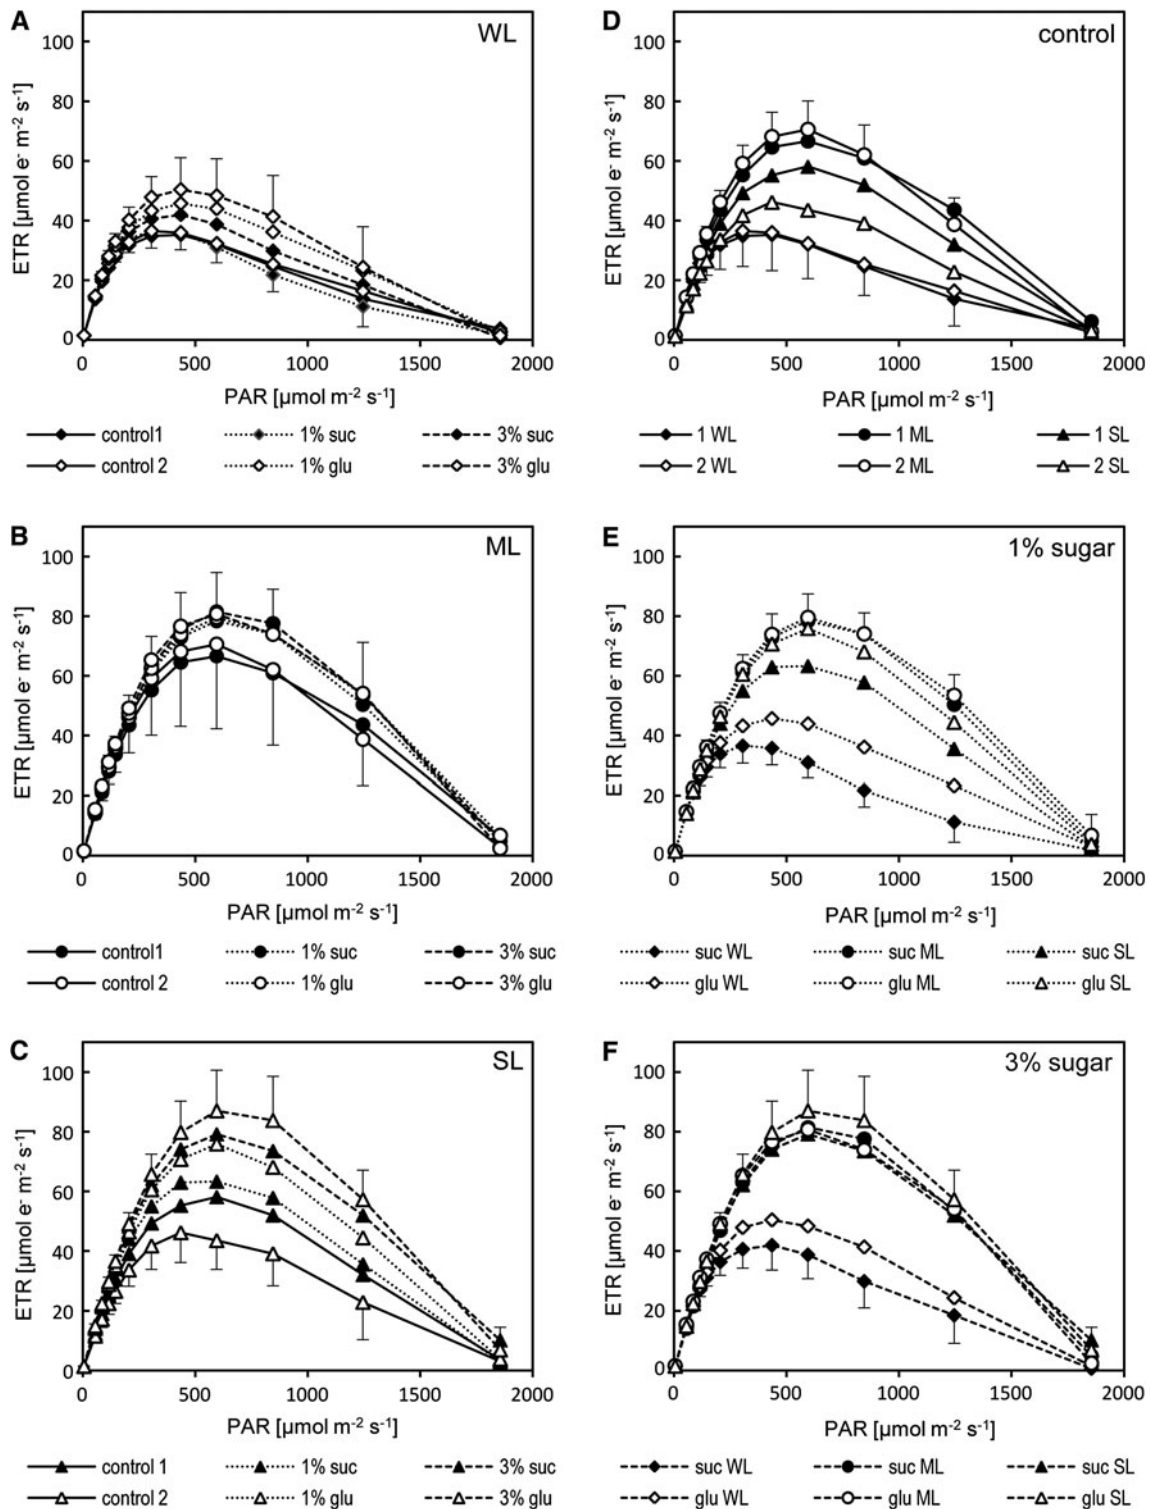 A
WL
100
80
60
40
20
0
ETR [µmol e- m-2 s-1]
0 500 1000 1500 2000
PAR [µmol m-2 s-1]
control1 1% suc 3% suc
control 2 1% glu 3% glu
D
control
100
80
60
40
20
0
ETR [µmol e- m-2 s-1]
0 500 1000 1500 2000
PAR [µmol m-2 s-1]
1 WL 1 ML 1 SL
2 WL 2 ML 2 SL
B
ML
100
80
60
40
20
0
ETR [µmol e- m-2 s-1]
0 500 1000 1500 2000
PAR [µmol m-2 s-1]
control1 1% suc 3% suc
control 2 1% glu 3% glu
E
1% sugar
100
80
60
40
20
0
ETR [µmol e- m-2 s-1]
0 500 1000 1500 2000
PAR [µmol m-2 s-1]
suc WL suc ML suc SL
glu WL glu ML glu SL
C
SL
100
80
60
40
20
0
ETR [µmol e- m-2 s-1]
0 500 1000 1500 2000
PAR [µmol m-2 s-1]
control 1 1% suc 3% suc
control 2 1% glu 3% glu
F
3% sugar
100
80
60
40
20
0
ETR [µmol e- m-2 s-1]
0 500 1000 1500 2000
PAR [µmol m-2 s-1]
suc WL suc ML suc SL
glu WL glu ML glu SL